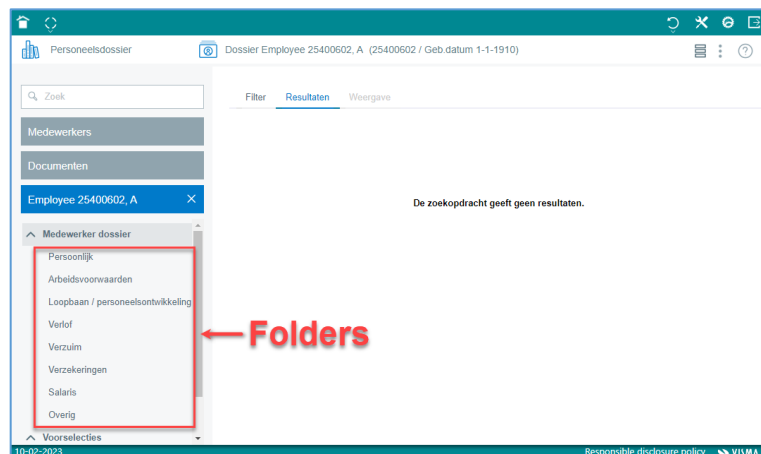 Personeelsdossier
Dossier Employee 25400602, A (25400602 / Geb.datum 1-1-1910)
Zoek
Filter Resultaten Weergave
Medewerkers
Documenten
Employee 25400602, A
De zoekopdracht geeft geen resultaten.
Medewerker dossier
Persoonlijk
Arbeidsvoorwaarden
Loopbaan / personeelsontwikkeling
Verlof
Folders
Verzuim
Verzekeringen
Salaris
Overig
Voorselecties
10-02-2023
Responsible disclosure policy VISMA